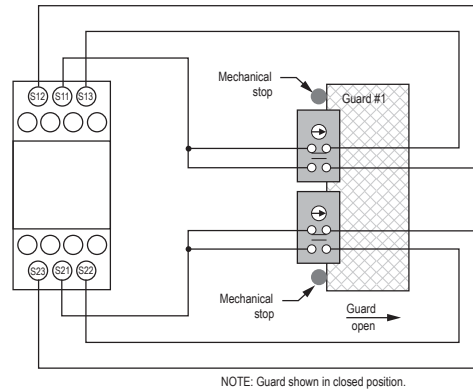 S12 S11 S13
Mechanical
stop
Guard #1
S23 S21 S22
Mechanical
stop
Guard
open
NOTE: Guard shown in closed position.